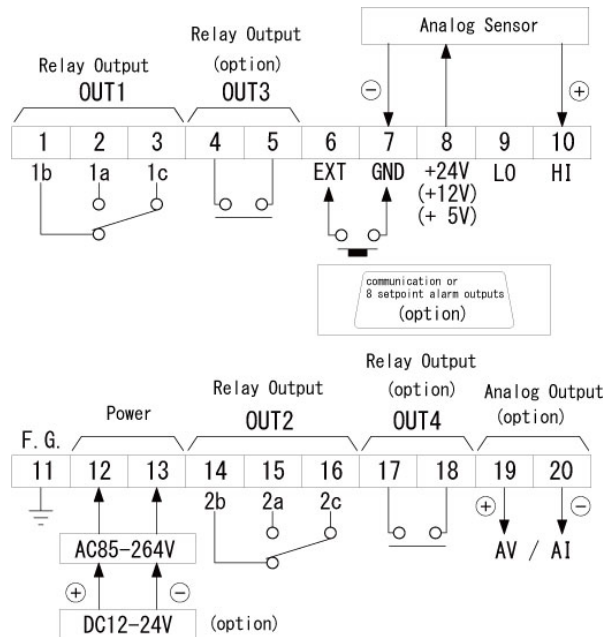 Analog Sensor
Relay Output
(option)
OUT3
Relay Output
OUT1
⊖ ⊕
1 2 3 4 5 6 7 8 9 10
1b 1a 1c EXT GND +24V LO HI
(+12V)
(+ 5V)
communication or
8 setpoint alarm outputs
(option)
Relay Output
(option)
OUT4
Relay Output
OUT2
Analog Output
(option)
Power
F.G.
11 12 13 14 15 16 17 18 19 20
2b 2a 2c
⊕ ⊖
AC85-264V
AV / AI
⊕ ⊖
DC12-24V (option)